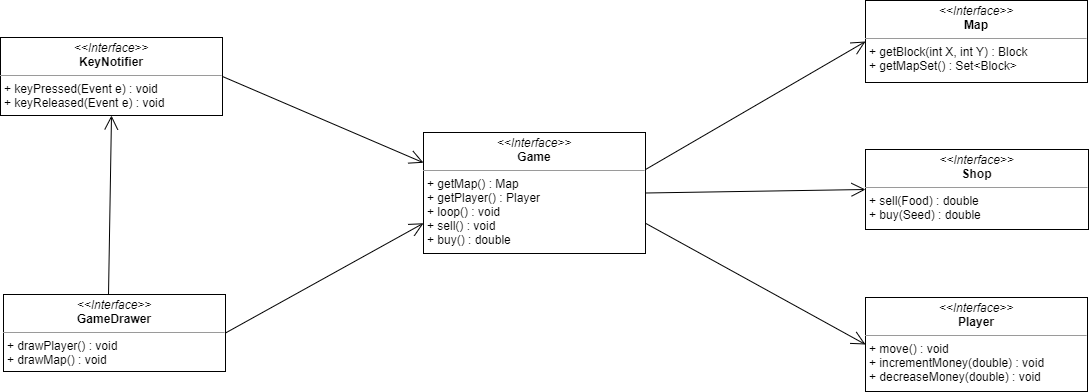 <<Interface>>
KeyNotifier
+ keyPressed(Event e) : void
+ keyReleased(Event e) : void
<<Interface>>
GameDrawer
+ drawPlayer() : void
+ drawMap() : void
<<Interface>>
Game
+ getMap() : Map
+ getPlayer() : Player
+ loop() : void
+ sell() : void
+ buy() : double
<<Interface>>
Map
+ getBlock(int X, int Y) : Block
+ getMapSet() : Set<Block>
<<Interface>>
Shop
+ sell(Food) : double
+ buy(Seed) : double
<<Interface>>
Player
+ move() : void
+ incrementMoney(double) : void
+ decreaseMoney(double) : void